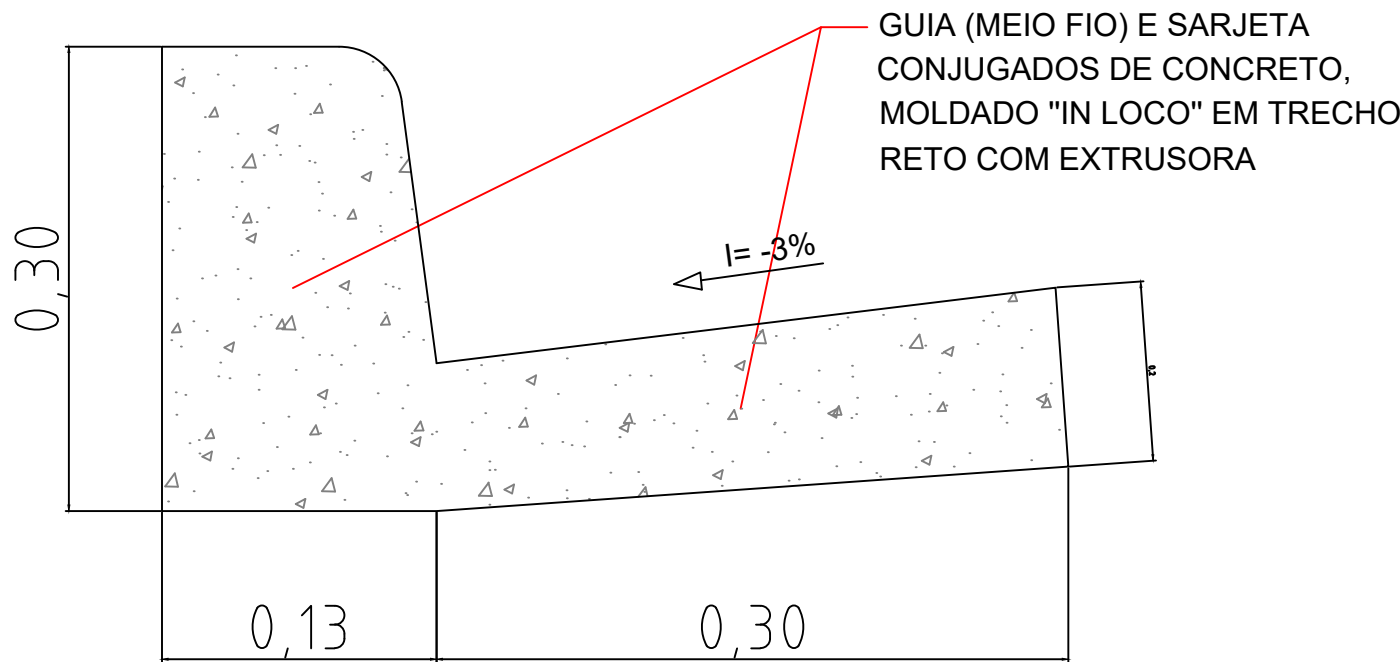 GUIA (MEIO FIO) E SARJETA
CONJUGADOS DE CONCRETO,
MOLDADO "IN LOCO" EM TRECHO
RETO COM EXTRUSORA
I= -3%
0,30
0,13
0,30